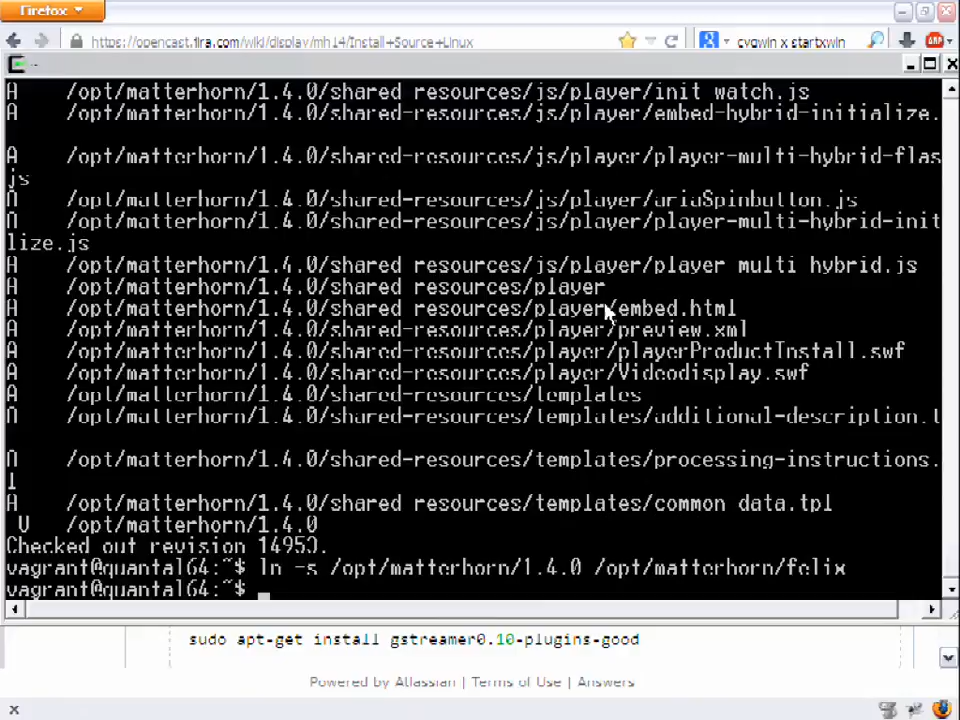 Firefox
https://opencast.jira.com/wiki/display/mh14/Install+Source+Linux
cygwin x startxwin
ABP
A /opt/matterhorn/1.4.0/shared resources/js/player/init watch.js
A /opt/matterhorn/1.4.0/shared-resources/js/player/embed-hybrid-initialize.
A /opt/matterhorn/1.4.0/shared-resources/js/player/player-multi-hybrid-flas
js
A /opt/matterhorn/1.4.0/shared-resources/js/player/ariaSpinbutton.js
A /opt/matterhorn/1.4.0/shared-resources/js/player/player-multi-hybrid-init
lize.js
A /opt/matterhorn/1.4.0/shared resources/js/player/player multi hybrid.js
A /opt/matterhorn/1.4.0/shared resources/player
A /opt/matterhorn/1.4.0/shared-resources/player/embed.html
A /opt/matterhorn/1.4.0/shared-resources/player/preview.xml
A /opt/matterhorn/1.4.0/shared-resources/player/playerProductInstall.swf
A /opt/matterhorn/1.4.0/shared-resources/player/Videodisplay.swf
A /opt/matterhorn/1.4.0/shared-resources/templates
A /opt/matterhorn/1.4.0/shared-resources/templates/additional-description.t
A /opt/matterhorn/1.4.0/shared-resources/templates/processing-instructions.
l
A /opt/matterhorn/1.4.0/shared resources/templates/common data.tpl
U /opt/matterhorn/1.4.0
Checked out revision 14953.
vagrant@quantal64:~$ ln -s /opt/matterhorn/1.4.0 /opt/matterhorn/felix
vagrant@quantal64:~$
sudo apt-get install gstreamer0.10-plugins-good
Powered by Atlassian | Terms of Use | Answers